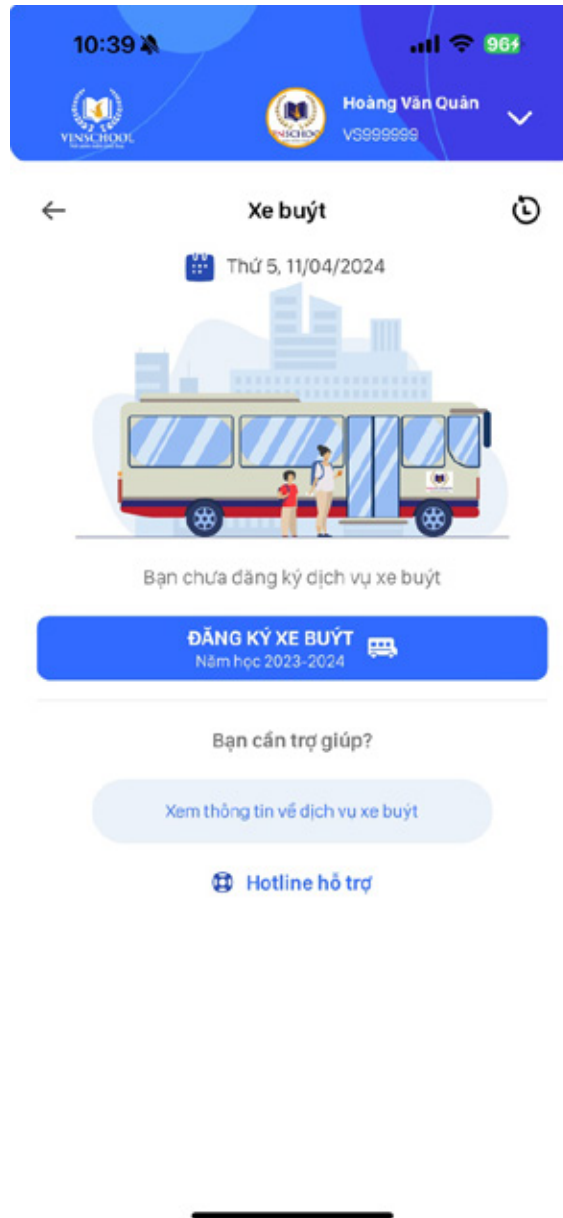 10:39
96
VINSCHOOL
Hoàng Văn Quân
VS999999
Xe buýt
Thứ 5, 11/04/2024
Bạn chưa đăng ký dịch vụ xe buýt
ĐĂNG KÝ XE BUÝT
Năm học 2023-2024
Bạn cần trợ giúp?
Xem thông tin về dịch vụ xe buýt
Hotline hỗ trợ